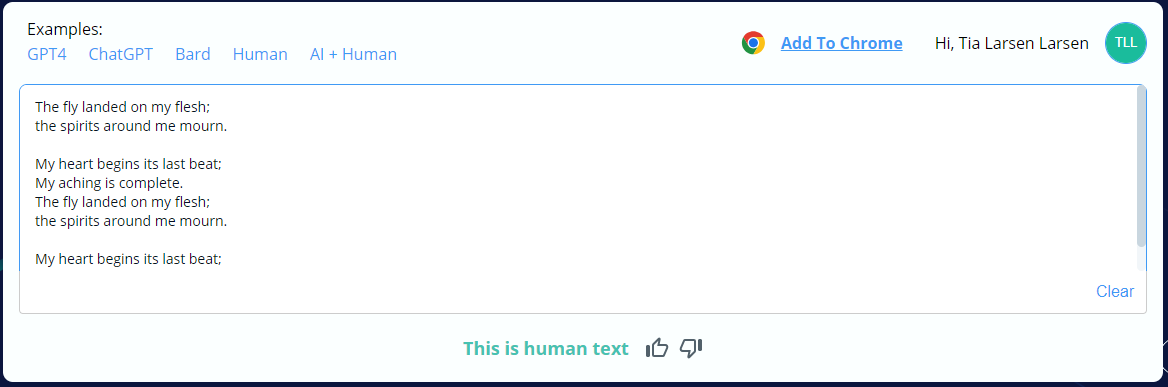 Examples:
GPT4 ChatGPT Bard Human AI + Human
Add To Chrome Hi, Tia Larsen Larsen TLL
The fly landed on my flesh;
the spirits around me mourn.
My heart begins its last beat;
My aching is complete.
The fly landed on my flesh;
the spirits around me mourn.
My heart begins its last beat;
Clear
This is human text